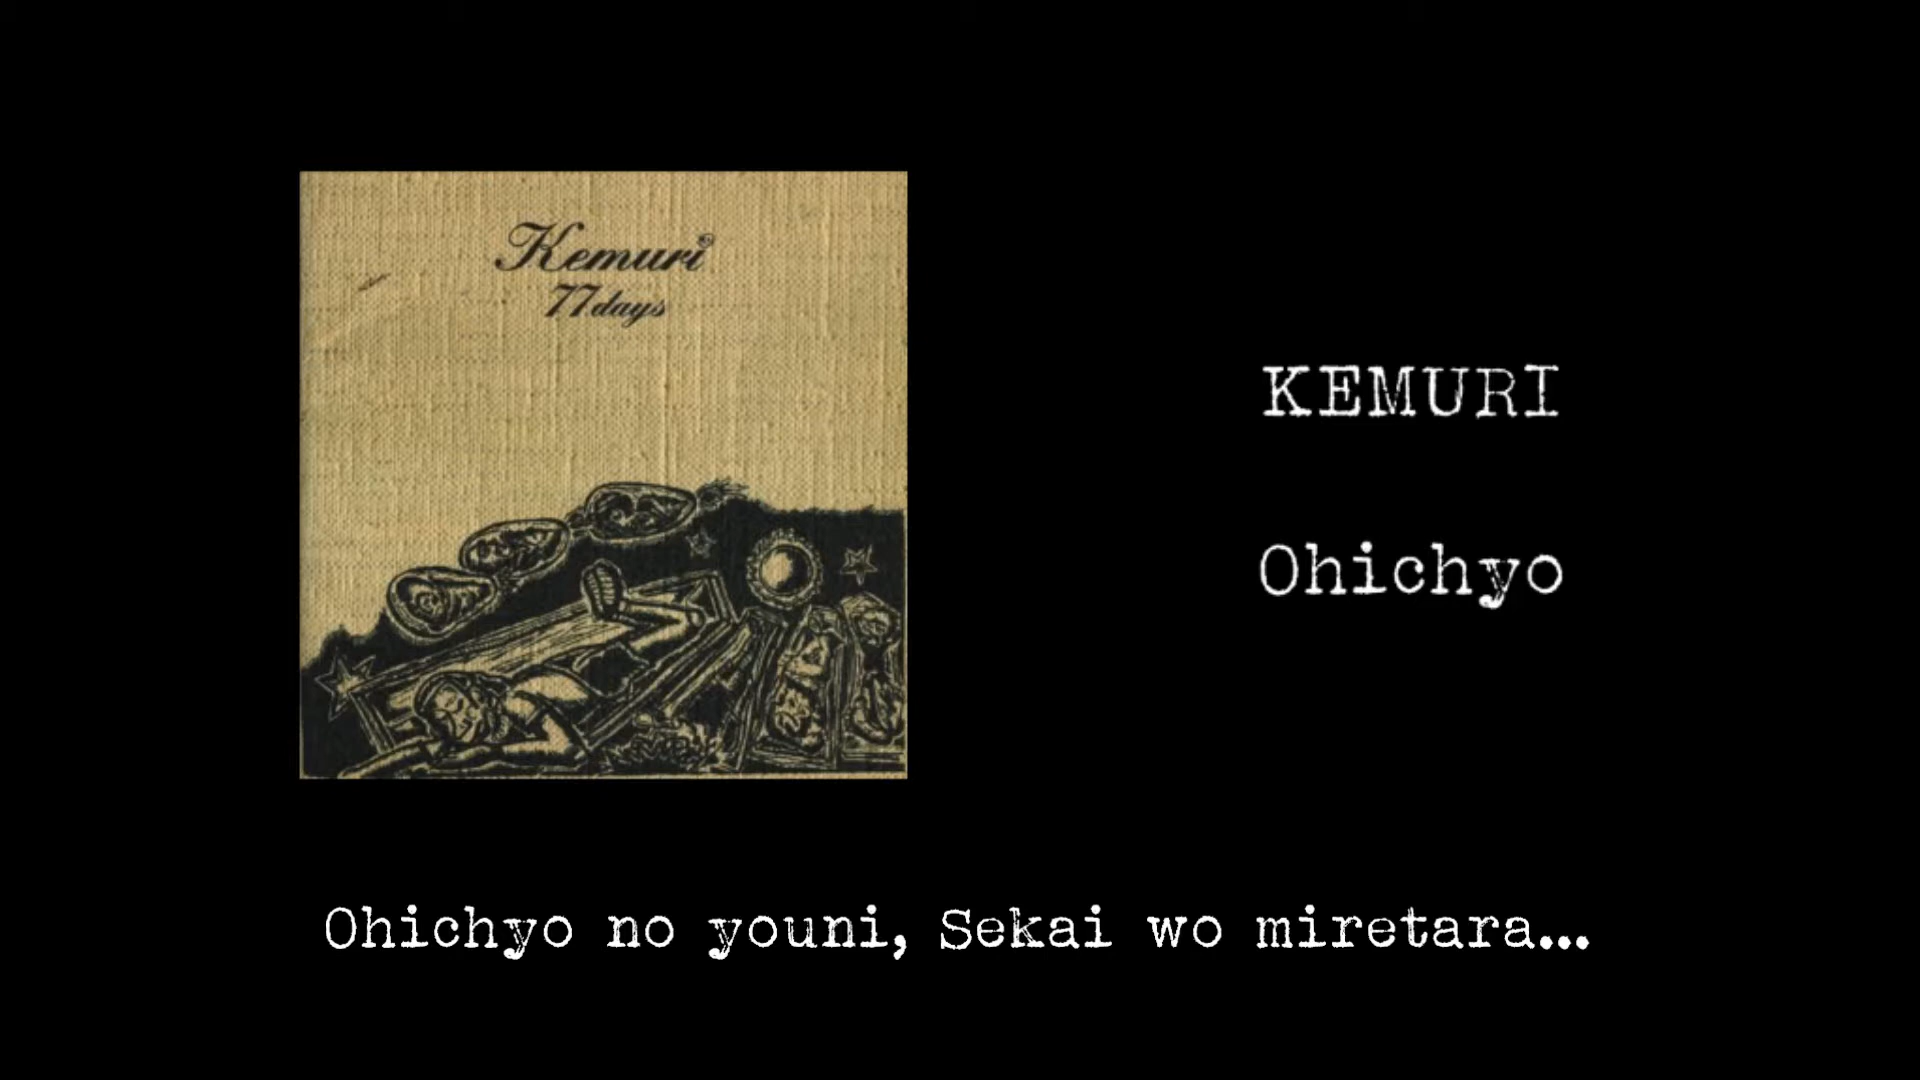 Kemuri
77days
KEMURI
Ohichyo
Ohichyo no youni, Sekai wo miretara...